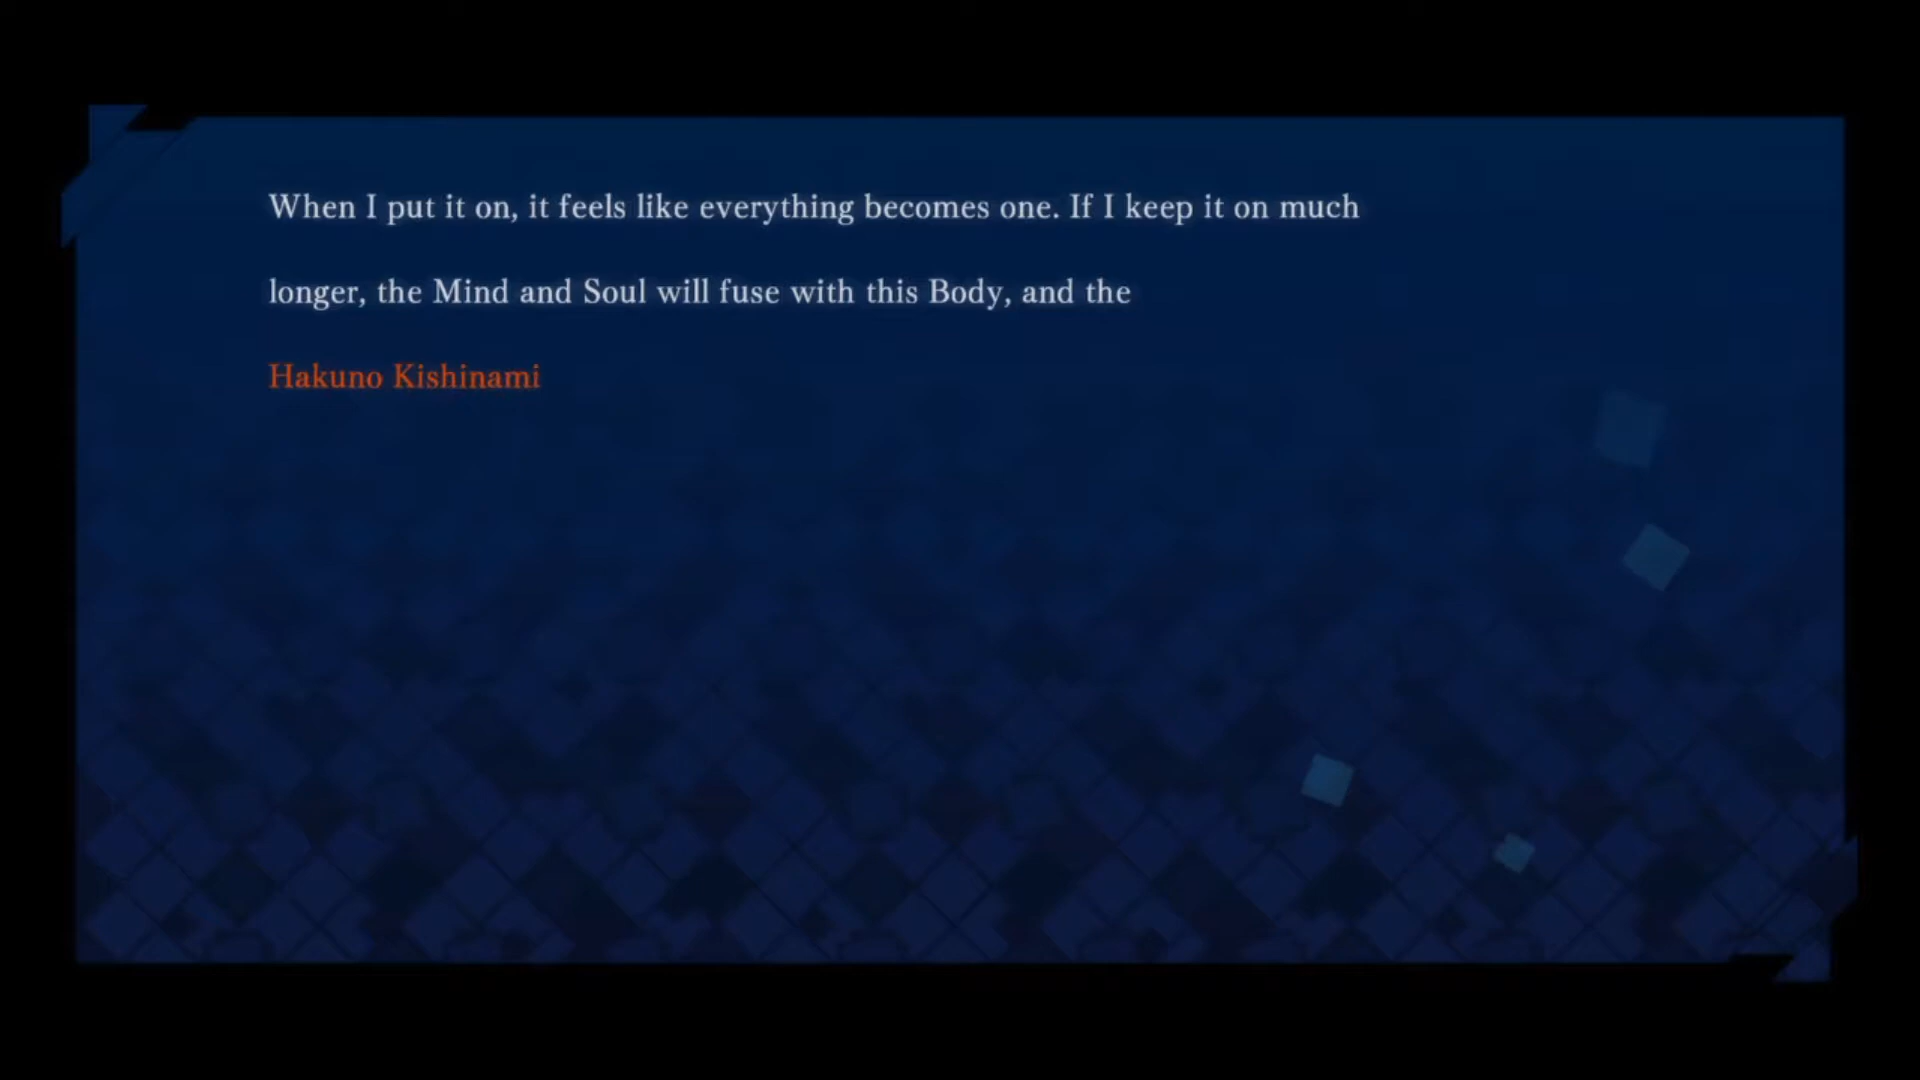 When I put it on, it feels like everything becomes one. If I keep it on much
longer, the Mind and Soul will fuse with this Body, and the
Hakuno Kishinami